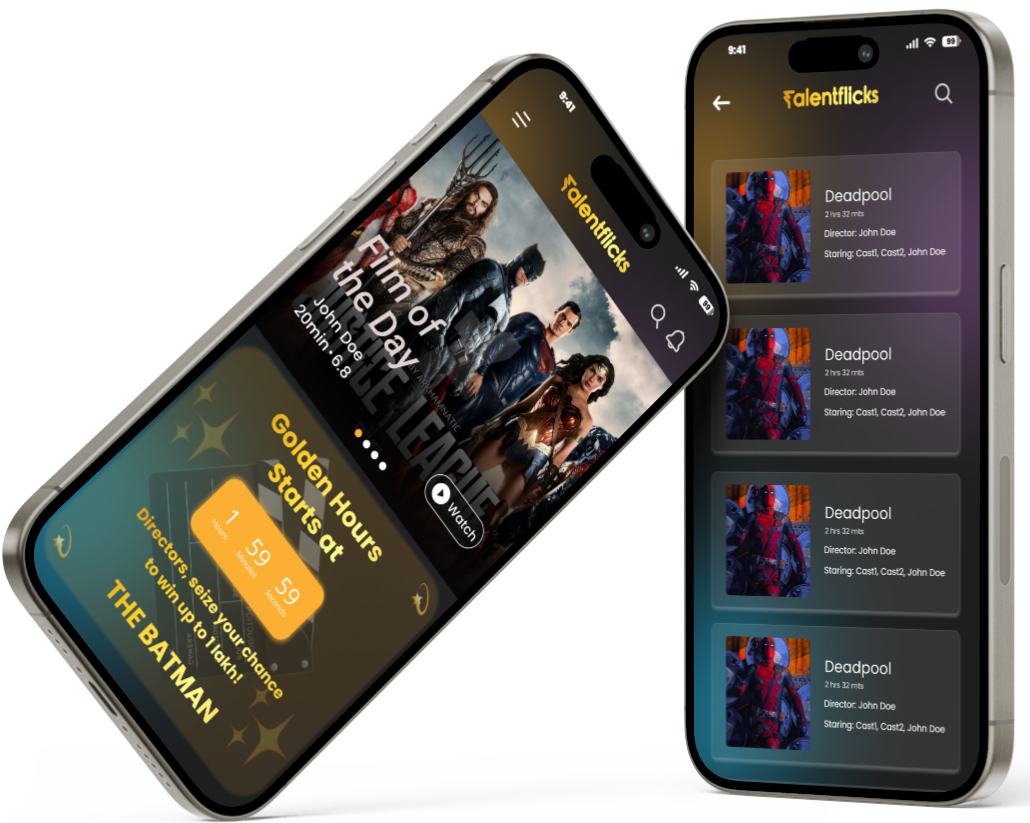 9:41
Talentflicks
Film of
the Day
John Doe
20min • 6.8
JUSTICE LEAGUE
Watch
Golden Hours
Starts at
1 59 59
Hours Minutes Seconds
Directors, seize your chance
to win up to 1 lakh!
THE BATMAN
9:41
99
Talentflicks
Deadpool
2 hrs 32 mts
Director: John Doe
Staring: Cast1, Cast2, John Doe
Deadpool
2 hrs 32 mts
Director: John Doe
Staring: Cast1, Cast2, John Doe
Deadpool
2 hrs 32 mts
Director: John Doe
Staring: Cast1, Cast2, John Doe
Deadpool
2 hrs 32 mts
Director: John Doe
Staring: Cast1, Cast2, John Doe